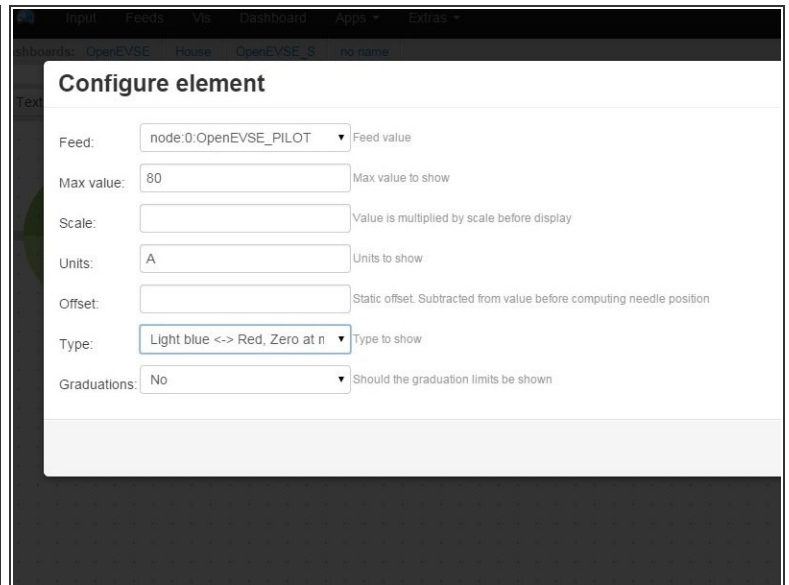 Input Feeds Vis Dashboard Apps Extras
shboards: OpenEVSE House OpenEVSE_S no name
Text
Configure element
Feed: node:0:OpenEVSE_PILOT Feed value
Max value: 80 Max value to show
Scale: Value is multiplied by scale before display
Units: A Units to show
Offset: Static offset. Subtracted from value before computing needle position
Type: Light blue <-> Red, Zero at n Type to show
Graduations: No Should the graduation limits be shown